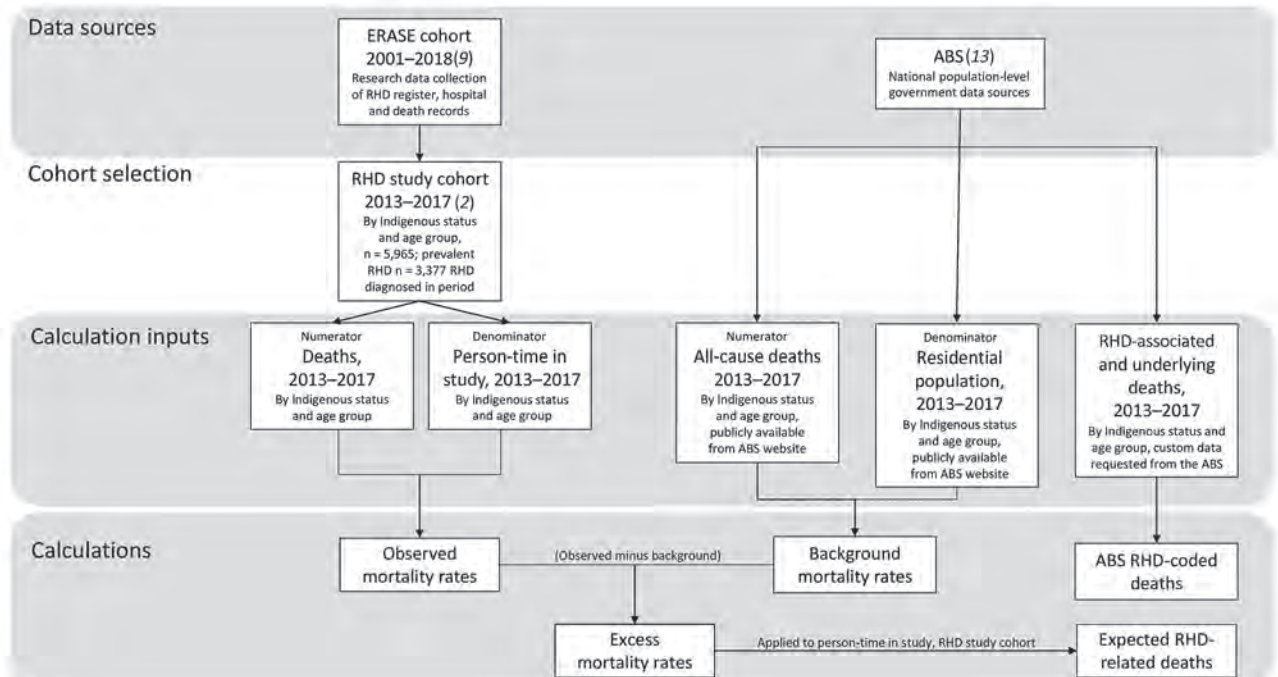 Data sources
ERASE cohort
2001–2018(9)
Research data collection
of RHD register, hospital
and death records
ABS(13)
National population-level
government data sources
Cohort selection
RHD study cohort
2013–2017 (2)
By Indigenous status
and age group,
n = 5,965; prevalent
RHD n = 3,377 RHD
diagnosed in period
Calculation inputs
Numerator
Deaths,
2013–2017
By Indigenous status
and age group
Denominator
Person-time in
study, 2013–2017
By Indigenous status
and age group
Numerator
All-cause deaths
2013–2017
By Indigenous status
and age group,
publicly available
from ABS website
Denominator
Residential
population,
2013–2017
By Indigenous status
and age group,
publicly available
from ABS website
RHD-associated
and underlying
deaths,
2013–2017
By Indigenous status and
age group, custom data
requested from the ABS
Calculations
Observed
mortality rates
(Observed minus background)
Background
mortality rates
ABS RHD-coded
deaths
Excess
mortality rates
Applied to person-time in study, RHD study cohort
Expected RHD-
related deaths